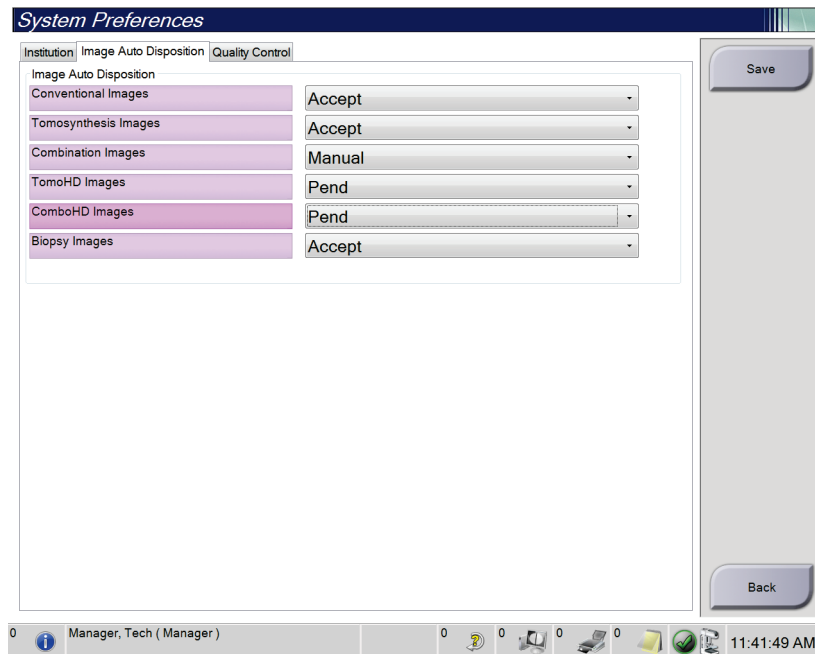 System Preferences
Institution Image Auto Disposition Quality Control
Save
Image Auto Disposition
Conventional Images Accept
Tomosynthesis Images Accept
Combination Images Manual
TomoHD Images Pend
ComboHD Images Pend
Biopsy Images Accept
Back
0 Manager, Tech ( Manager ) 0 0 0 0 11:41:49 AM